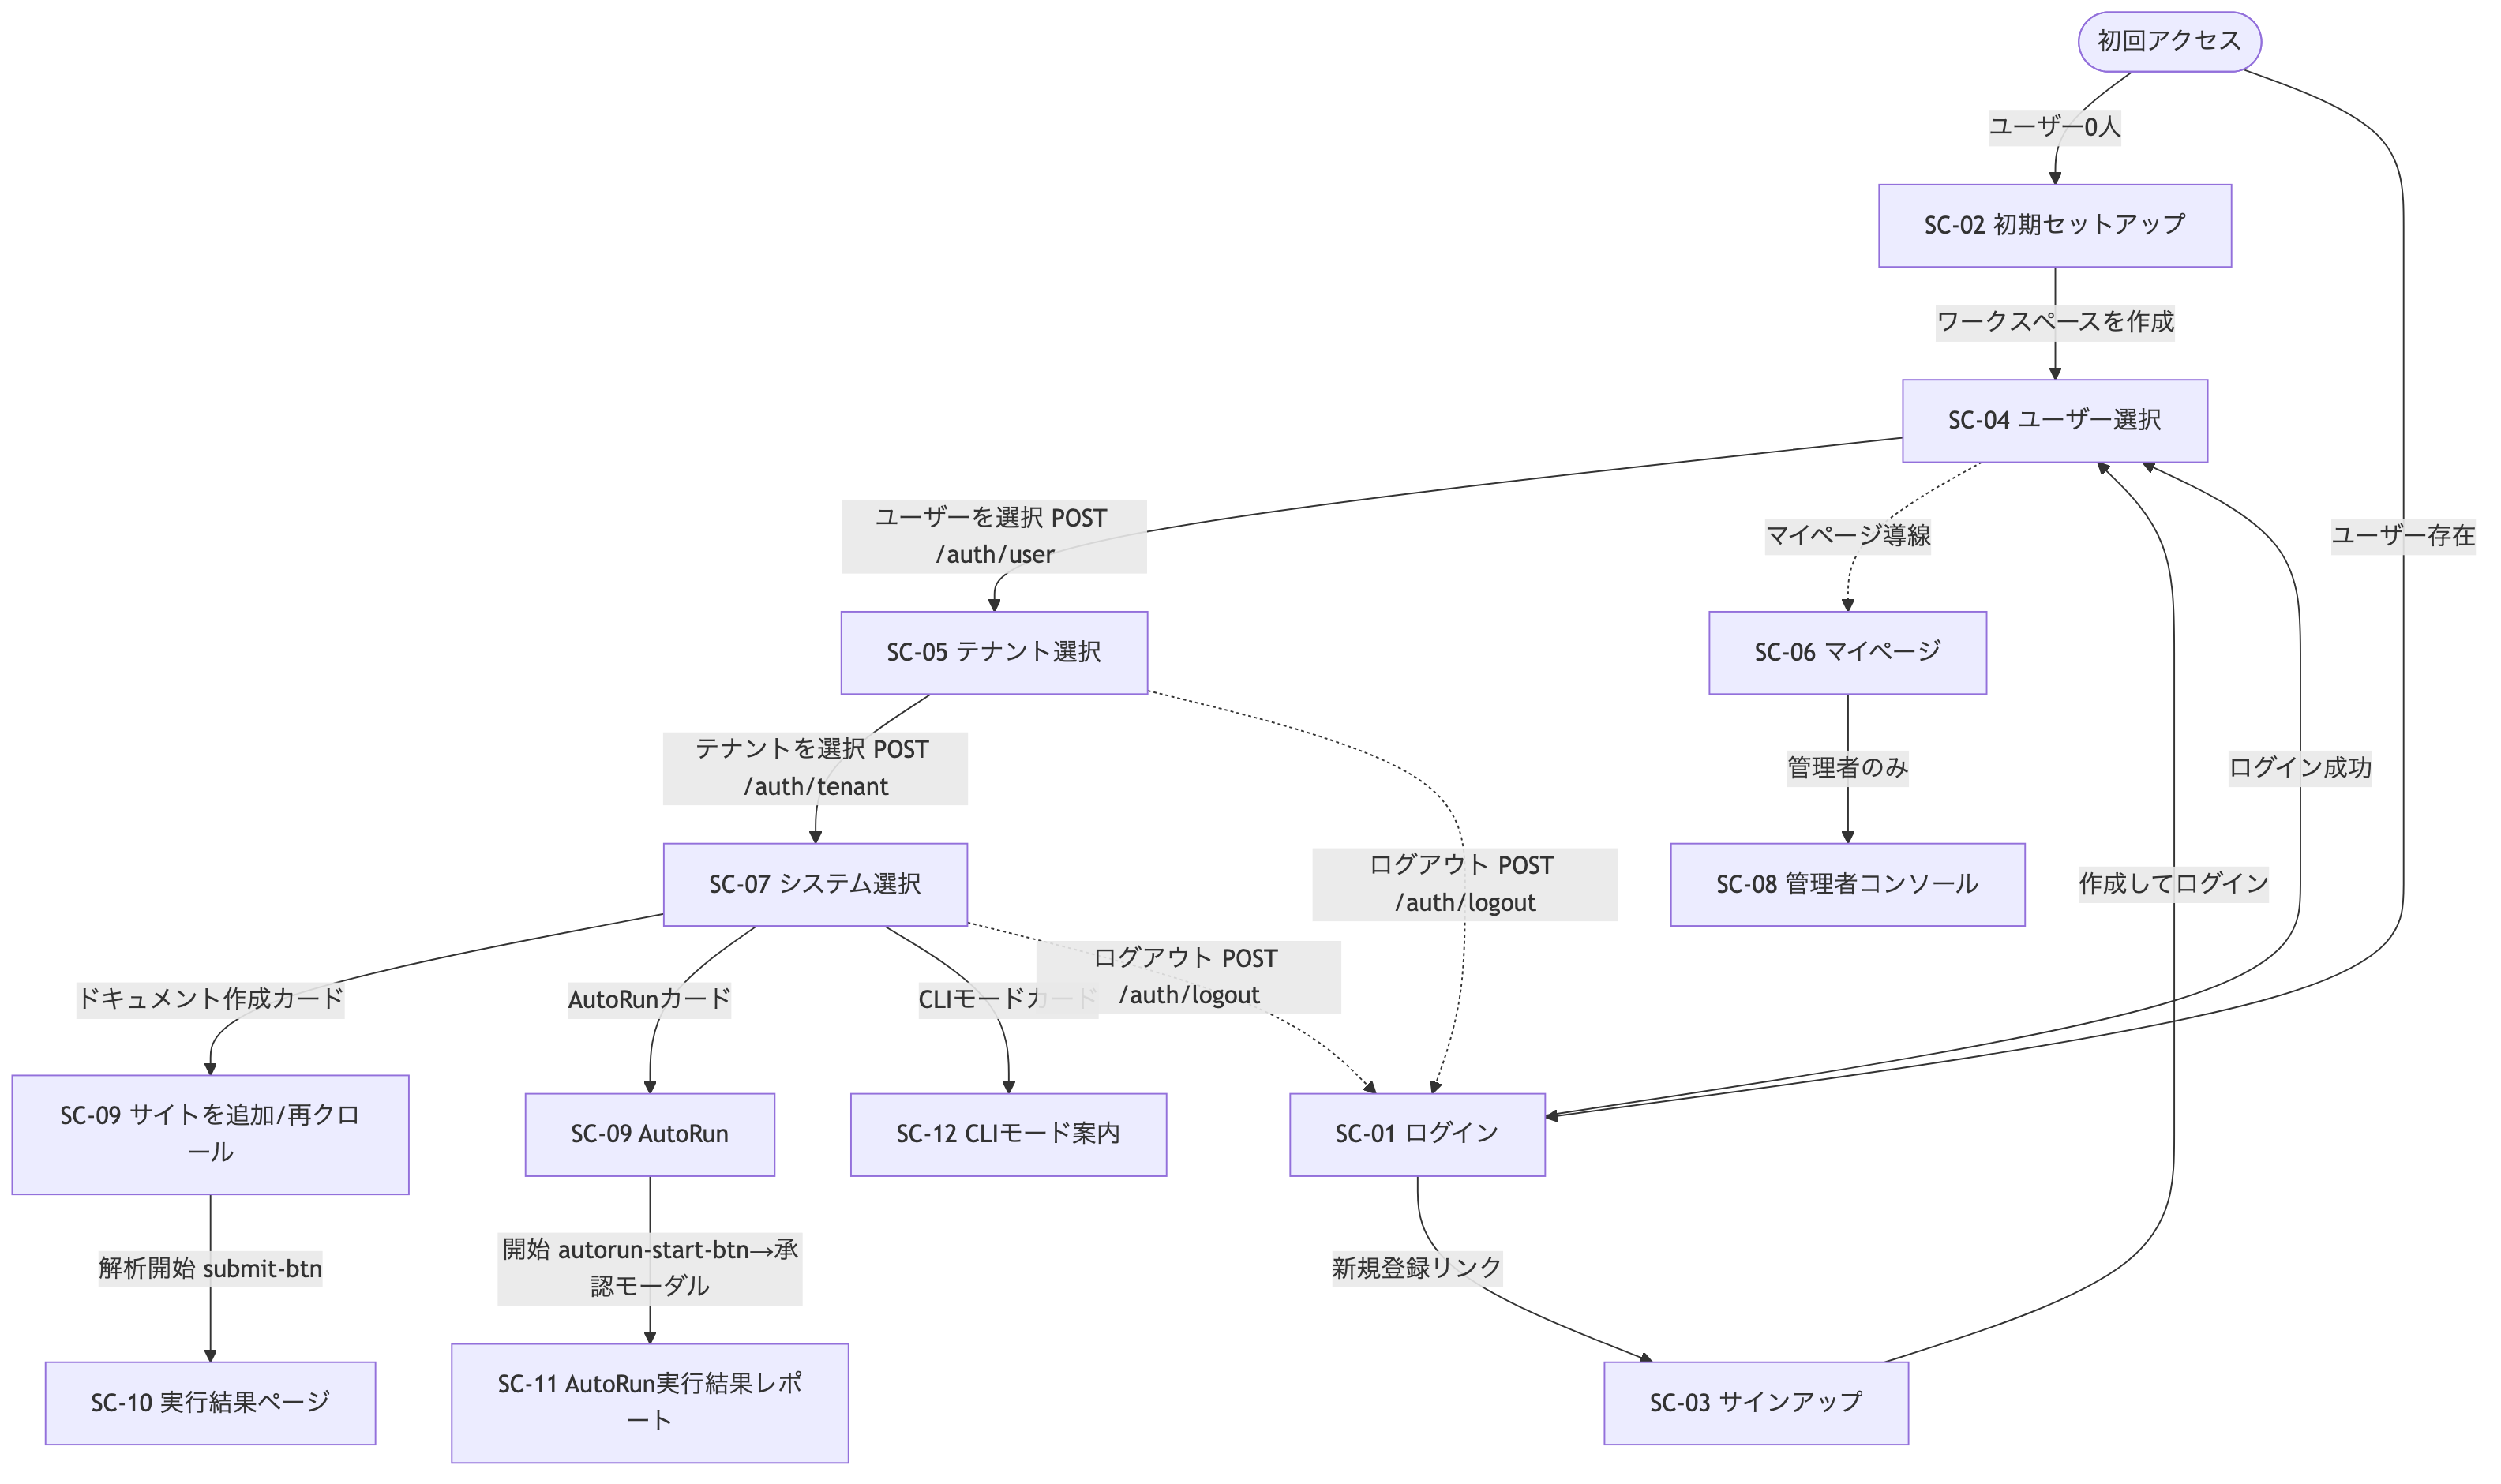 初回アクセス
ユーザー0人
SC-02 初期セットアップ
ワークスペースを作成
SC-04 ユーザー選択
ユーザーを選択 POST
/auth/user
マイページ導線
ユーザー存在
SC-05 テナント選択
SC-06 マイページ
テナントを選択 POST
/auth/tenant
管理者のみ
ログイン成功
SC-07 システム選択
ログアウト POST
/auth/logout
SC-08 管理者コンソール
作成してログイン
ドキュメント作成カード
AutoRunカード
CLIモードカード
ログアウト POST
/auth/logout
SC-09 サイトを追加/再クロ
ール
SC-09 AutoRun
SC-12 CLIモード案内
SC-01 ログイン
解析開始 submit-btn
開始 autorun-start-btn→承
認モーダル
新規登録リンク
SC-10 実行結果ページ
SC-11 AutoRun実行結果レポ
ート
SC-03 サインアップ